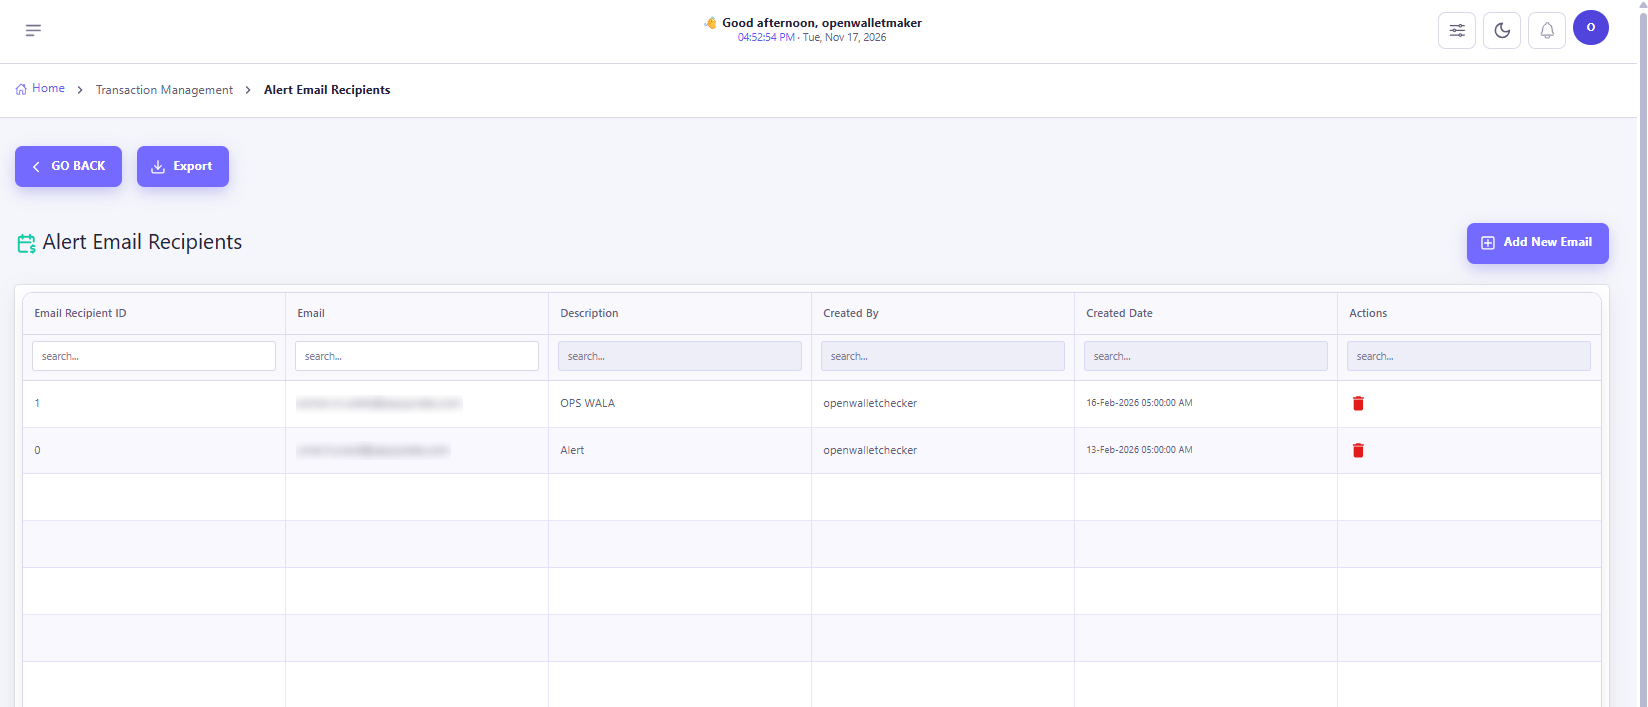 Good afternoon, openwalletmaker
04:52:54 PM · Tue, Nov 17, 2026
O
Home > Transaction Management > Alert Email Recipients
GO BACK
Export
Alert Email Recipients
Add New Email
Email Recipient ID Email Description Created By Created Date Actions
search... search... search... search... search... search...
1 OPS WALA openwalletchecker 16-Feb-2026 05:00:00 AM
0 Alert openwalletchecker 13-Feb-2026 05:00:00 AM